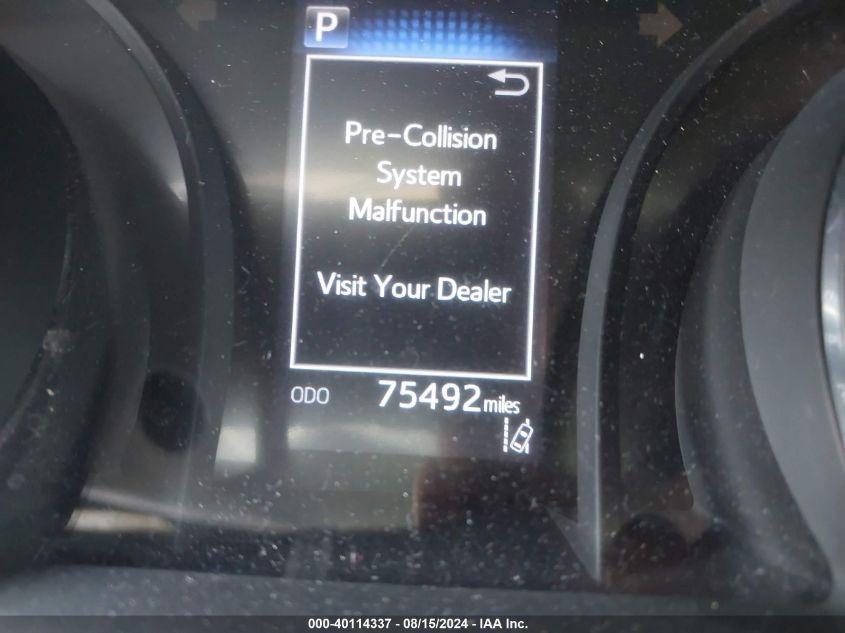 P
Pre-Collision
System
Malfunction
Visit Your Dealer
ODO 75492 miles
000-40114337 - 08/15/2024 - IAA Inc.